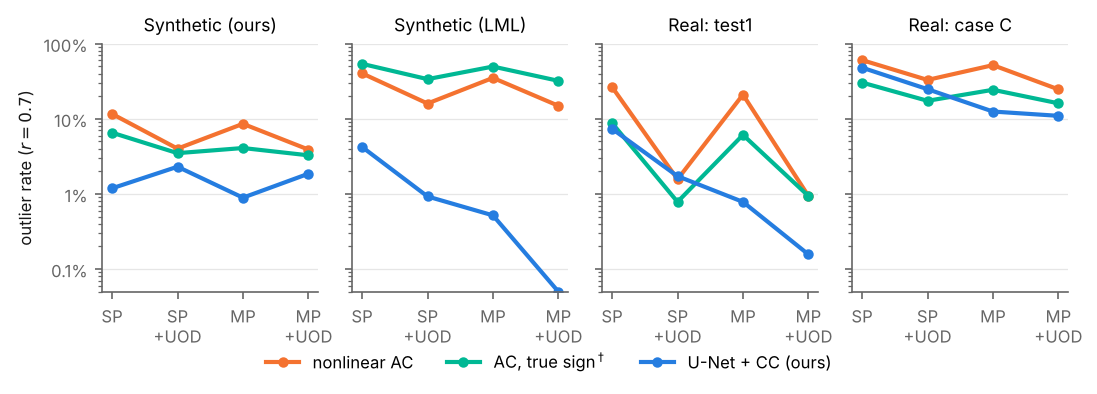 Synthetic (ours)
Synthetic (LML)
Real: test1
Real: case C
outlier rate (r = 0.7)
100%
10%
1%
0.1%
SP SP +UOD MP MP +UOD
SP SP +UOD MP MP +UOD
SP SP +UOD MP MP +UOD
SP SP +UOD MP MP +UOD
nonlinear AC
AC, true sign†
U-Net + CC (ours)